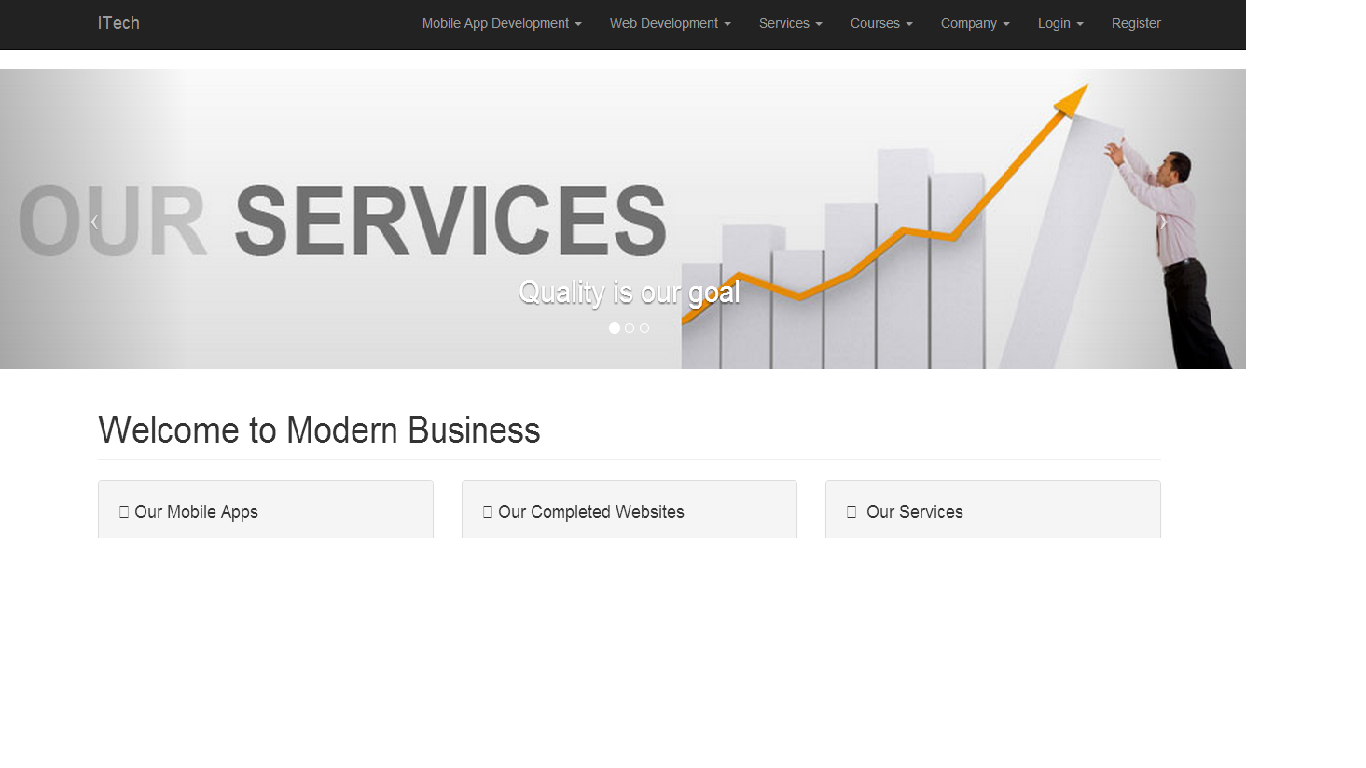 ITech Mobile App Development Web Development Services Courses Company Login Register
OUR SERVICES
Quality is our goal
Welcome to Modern Business
Our Mobile Apps
Our Completed Websites
Our Services